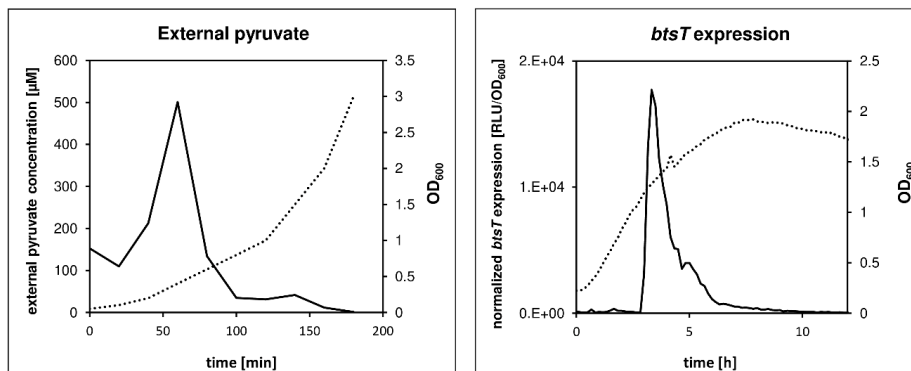 External pyruvate
600
500
400
300
200
100
0
external pyruvate concentration [µM]
3.5
3
2.5
2
1.5
1
0.5
0
OD600
0
50
100
150
200
time [min]
btsT expression
2.E+04
1.E+04
0.E+00
normalized btsT expression [RLU/OD600]
2.5
2
1.5
1
0.5
0
OD600
0
5
10
time [h]